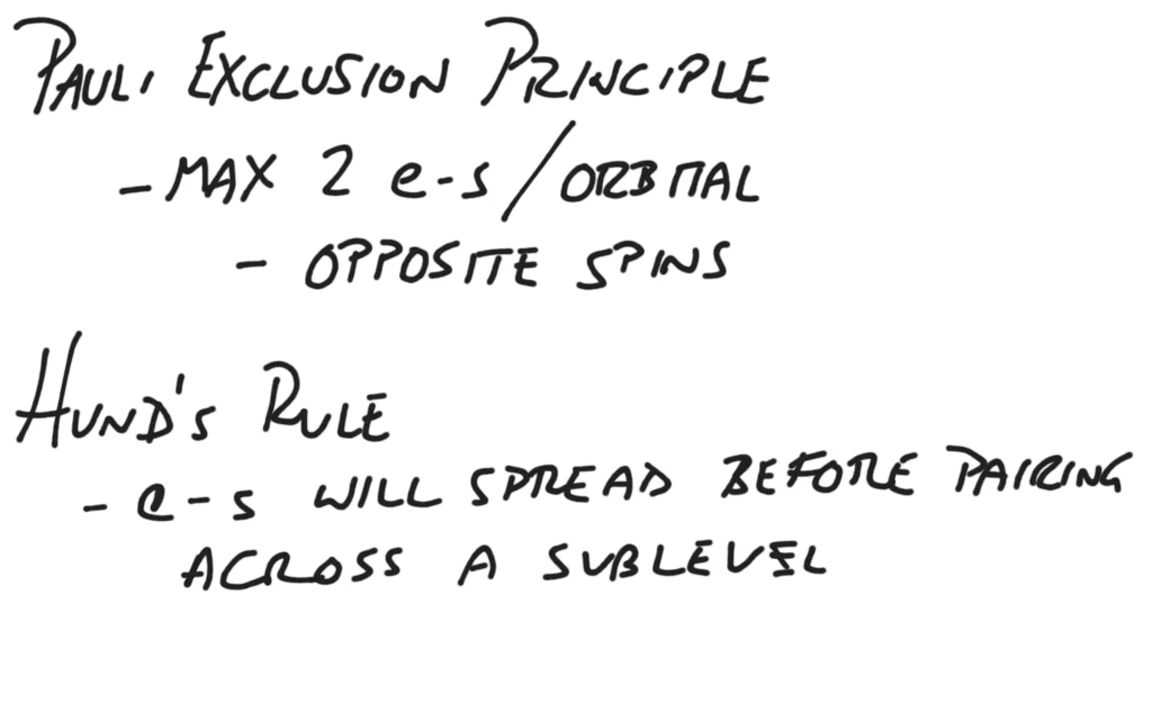 PAULI EXCLUSION PRINCIPLE
- MAX 2 e-s/ORBITAL
- OPPOSITE SPINS
HUND'S RULE
- e-s WILL SPREAD BEFORE PAIRING
ACROSS A SUBLEVEL